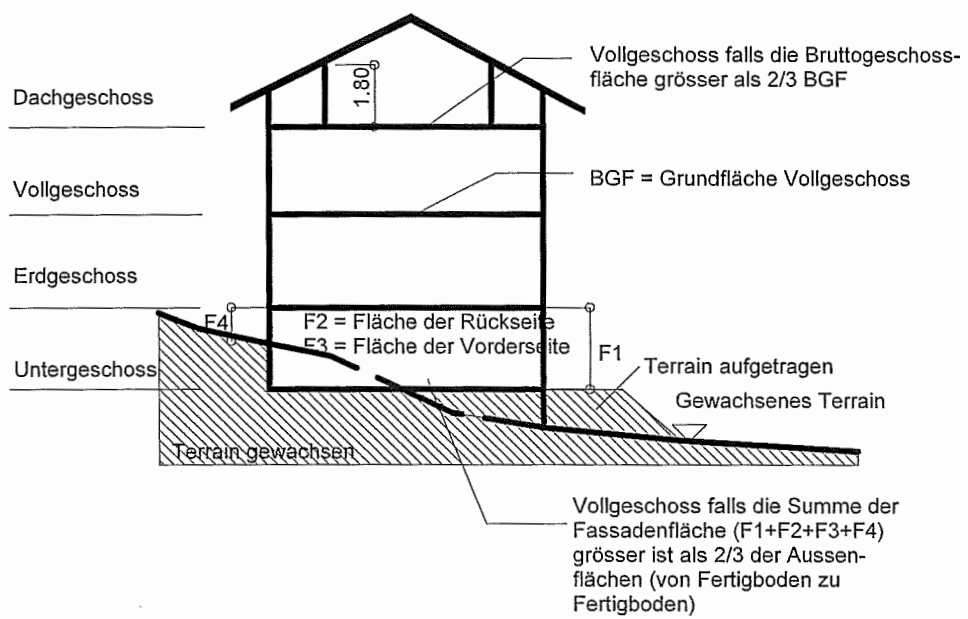 Vollgeschoss falls die Bruttogeschoss-
fläche grösser als 2/3 BGF
1.80
Dachgeschoss
Vollgeschoss
BGF = Grundfläche Vollgeschoss
Erdgeschoss
F4
F2 = Fläche der Rückseite
F3 = Fläche der Vorderseite
F1
Untergeschoss
Terrain aufgetragen
Gewachsenes Terrain
Terrain gewachsen
Vollgeschoss falls die Summe der
Fassadenfläche (F1+F2+F3+F4)
grösser ist als 2/3 der Aussen-
flächen (von Fertigboden zu
Fertigboden)